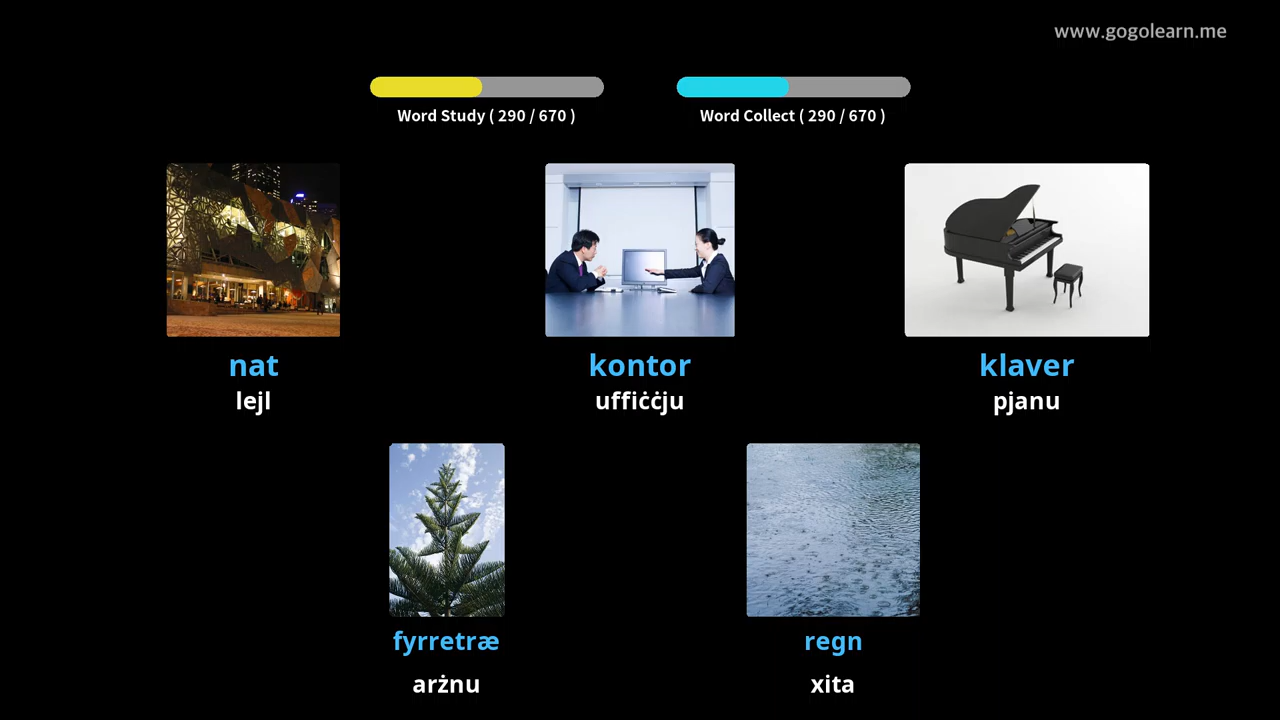 www.gogolearn.me
Word Study ( 290 / 670 )
Word Collect ( 290 / 670 )
nat
lejl
kontor
uffiċċju
klaver
pjanu
fyrretræ
arżnu
regn
xita